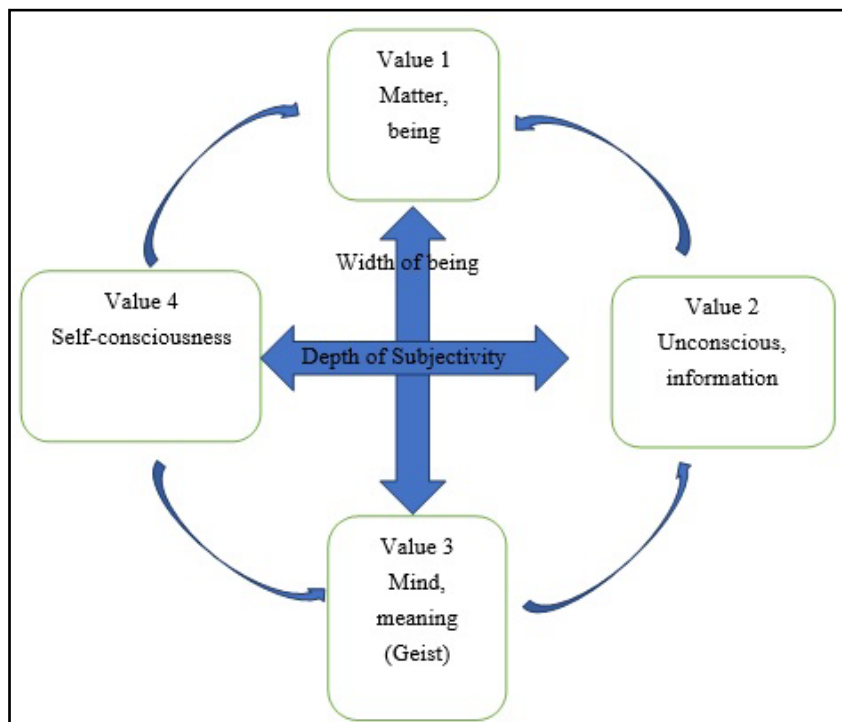 Value 1
Matter,
being
Width of being
Value 4
Self-consciousness
Depth of Subjectivity
Value 2
Unconscious,
information
Value 3
Mind,
meaning
(Geist)